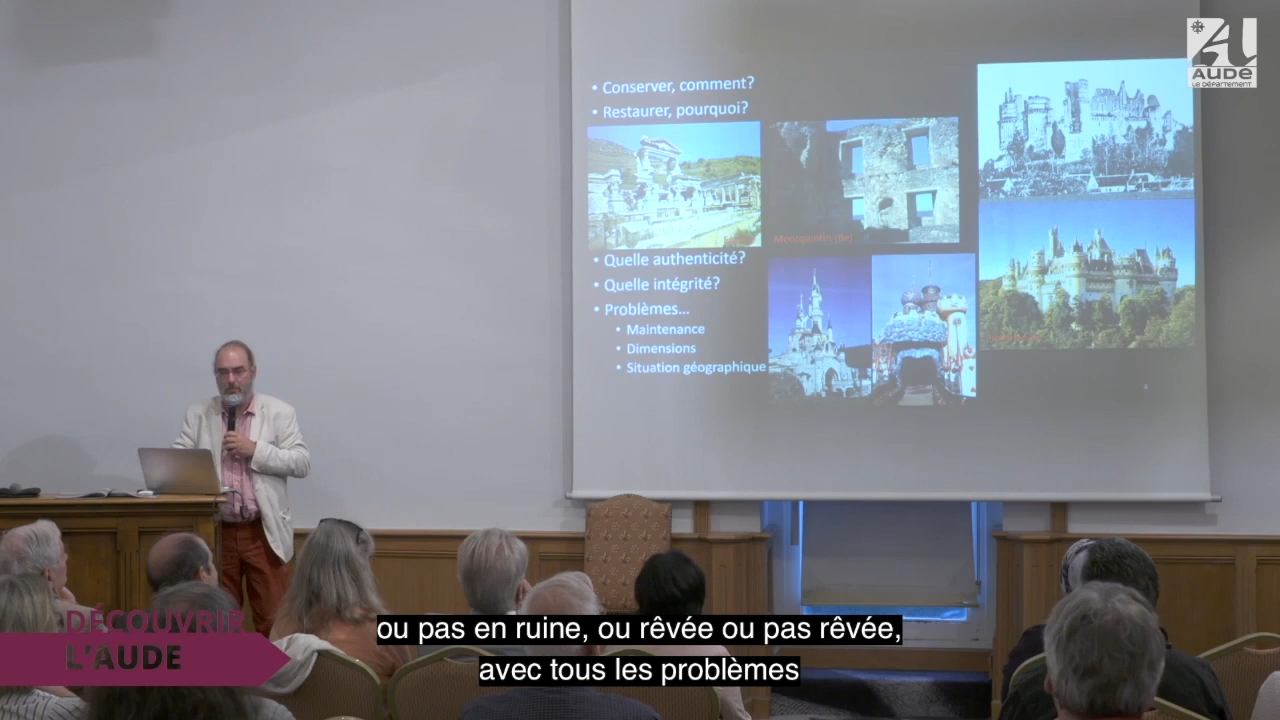 AUDE
LE DÉPARTEMENT
• Conserver, comment?
• Restaurer, pourquoi?
• Quelle authenticité?
• Quelle intégrité?
• Problèmes...
• Maintenance
• Dimensions
• Situation géographique
DÉCOUVRIR
L'AUDE
ou pas en ruine, ou rêvée ou pas rêvée,
avec tous les problèmes